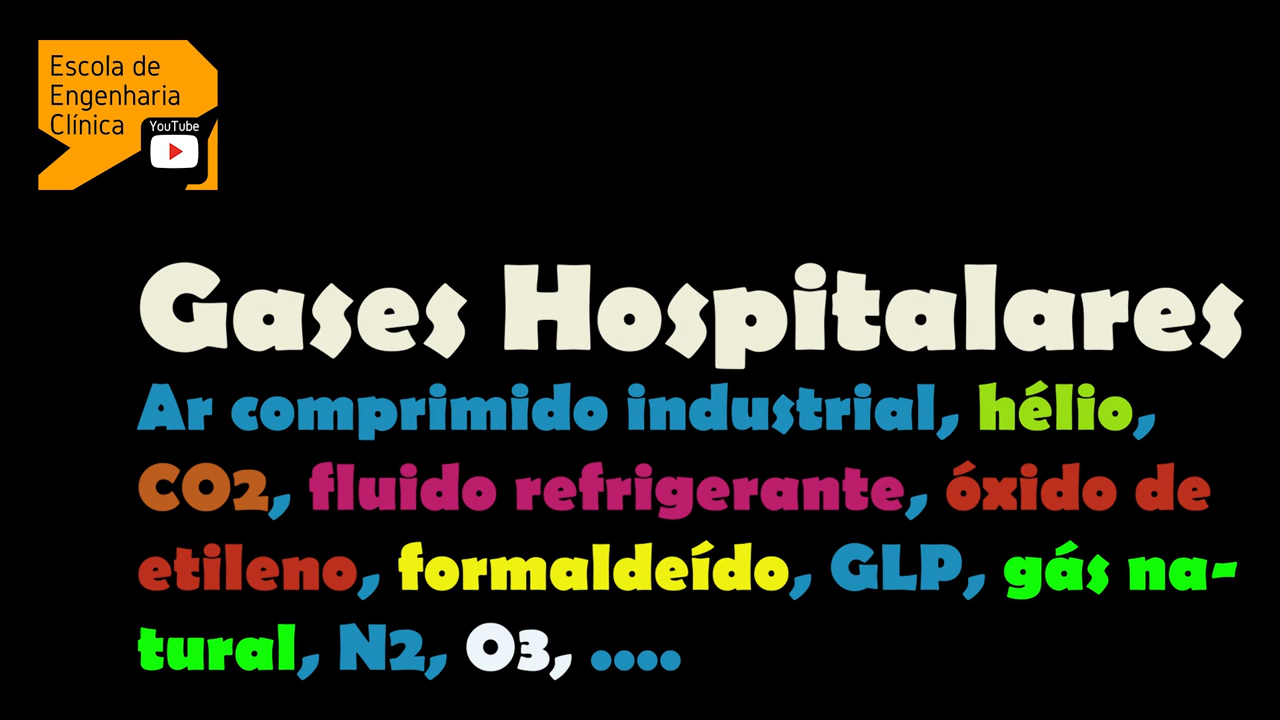 Escola de
Engenharia
Clínica
YouTube
Gases Hospitalares
Ar comprimido industrial, hélio,
CO2, fluido refrigerante, óxido de
etileno, formaldeído, GLP, gás na-
tural, N2, O3, ....